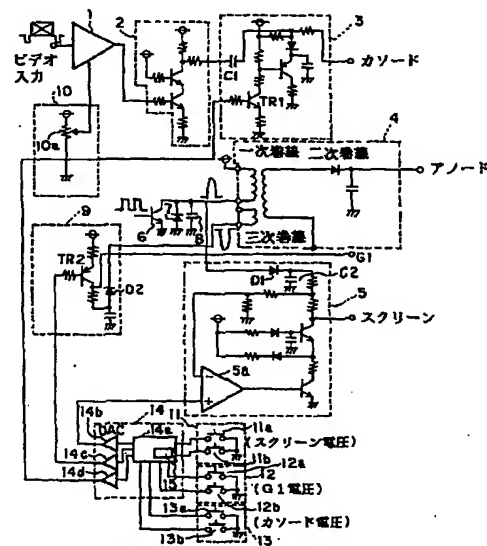 1
2
3
ビデオ
入力
C1
カソード
TR1
10
10a
4
一次巻線 二次巻線
アノード
三次巻線
6
7
8
9
TR2
D2
G1
D1
C2
5
スクリーン
5a
14b
DAC
14
14a
11
11a
(スクリーン電圧)
14c
11b
12a
14d
15
12
(G1電圧)
13a
12b
(カソード電圧)
13b
13